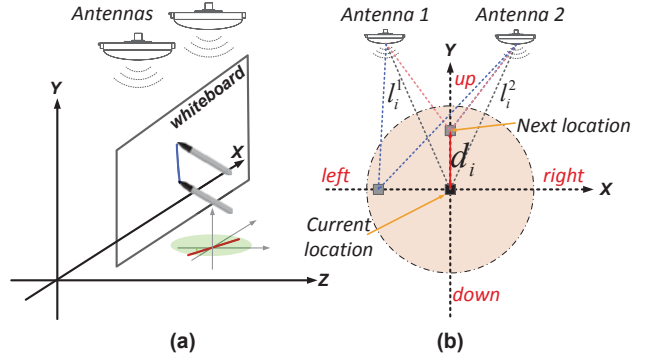 Antennas
Y
whiteboard
X
Z
(a)
Antenna 1
Antenna 2
Y
up
l_i^1
l_i^2
Next location
d_i
left
right
X
Current
location
down
(b)